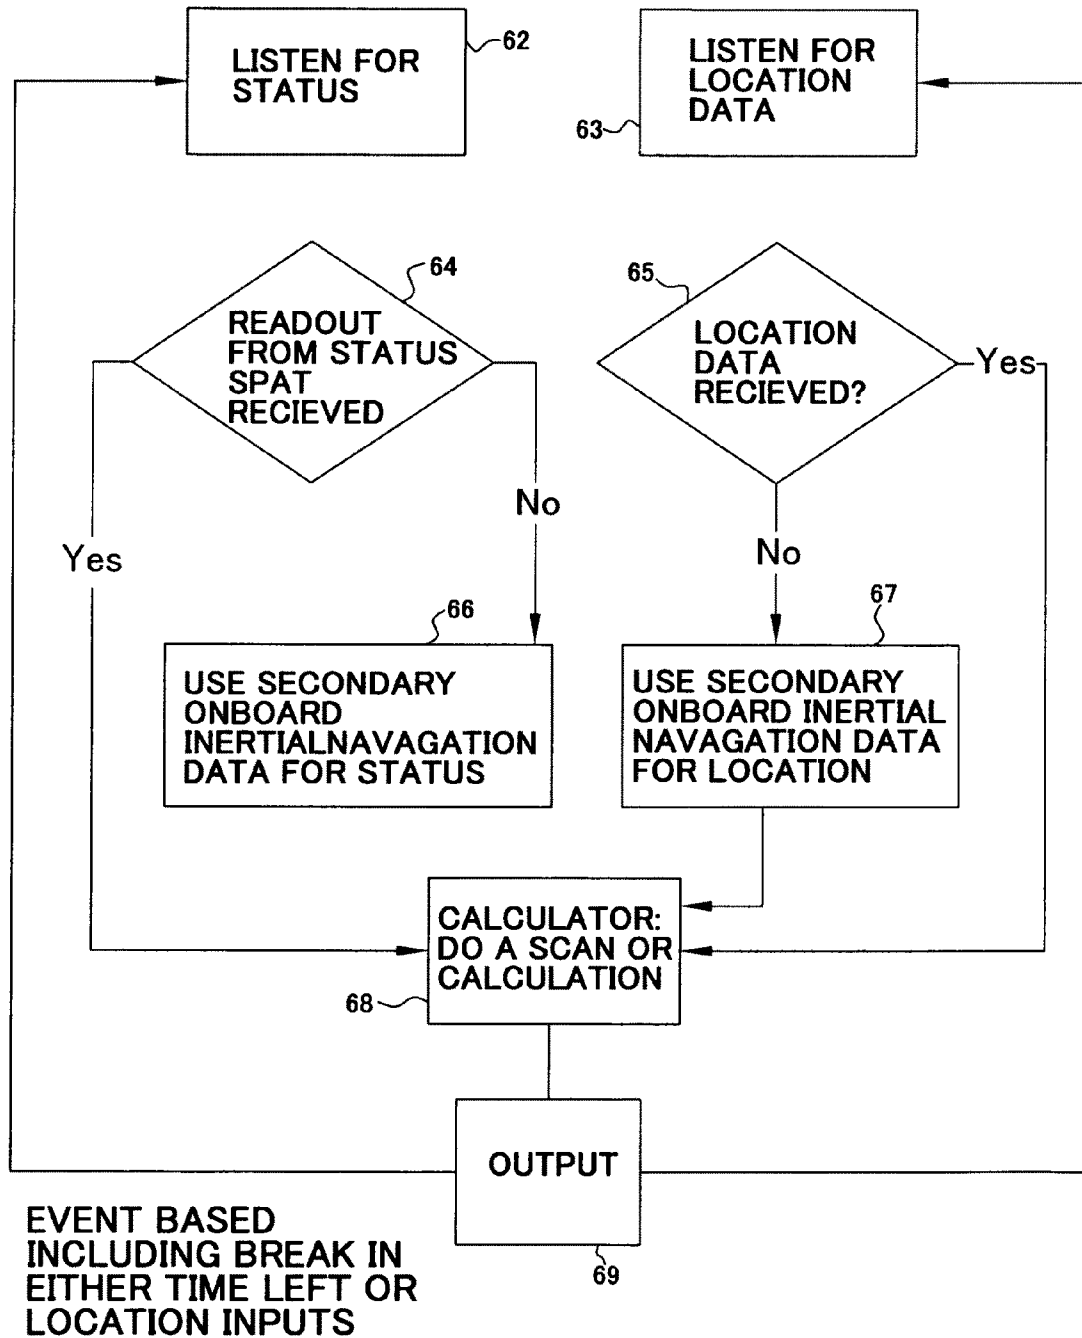 LISTEN FOR
STATUS
62
LISTEN FOR
LOCATION
DATA
63
READOUT
FROM STATUS
SPAT
RECIEVED
64
LOCATION
DATA
RECIEVED?
65
Yes
No
Yes
No
USE SECONDARY
ONBOARD
INERTIALNAVAGATION
DATA FOR STATUS
66
USE SECONDARY
ONBOARD INERTIAL
NAVAGATION DATA
FOR LOCATION
67
CALCULATOR:
DO A SCAN OR
CALCULATION
68
OUTPUT
69
EVENT BASED
INCLUDING BREAK IN
EITHER TIME LEFT OR
LOCATION INPUTS